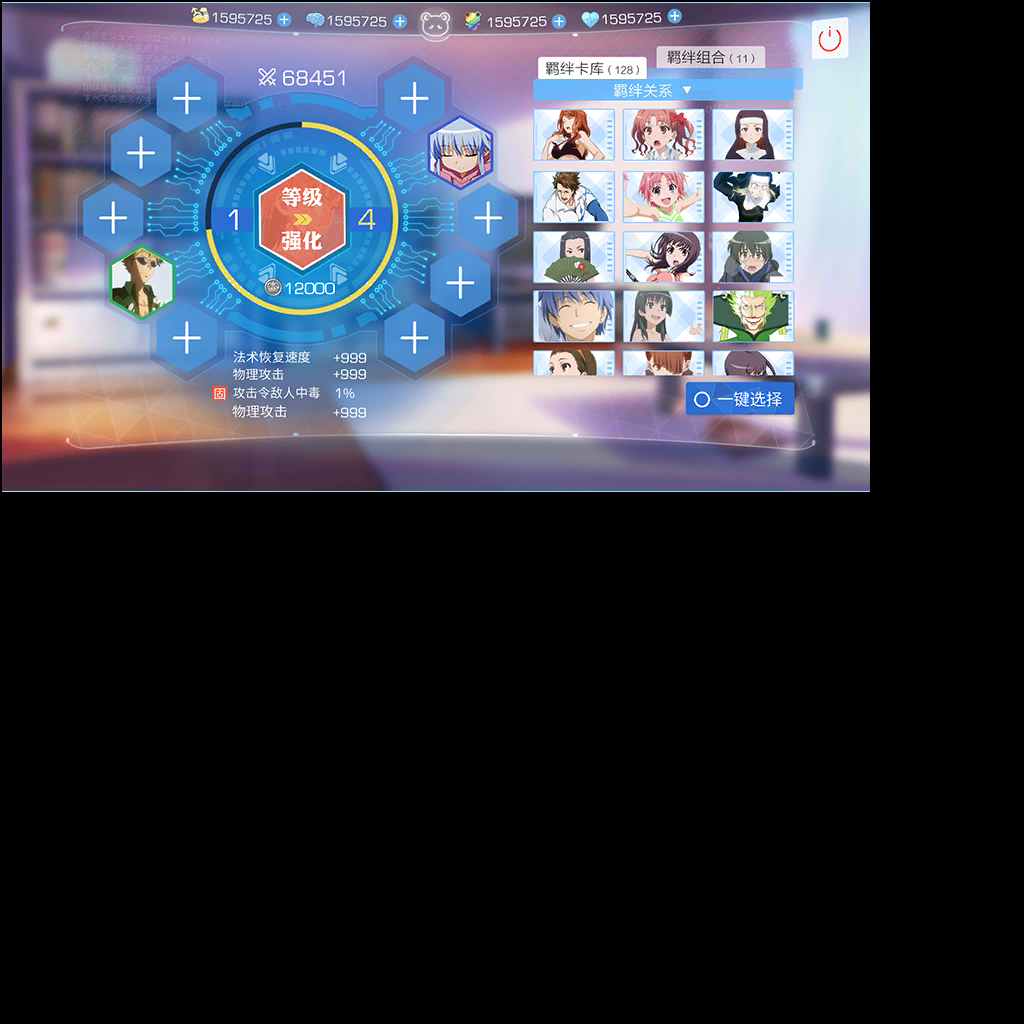 1595725
1595725
1595725
1595725
68451
羁绊卡库(128)
羁绊组合(11)
羁绊关系 ▼
1
等级
强化
4
12000
法术恢复速度 +999
物理攻击 +999
固 攻击令敌人中毒 1%
物理攻击 +999
一键选择